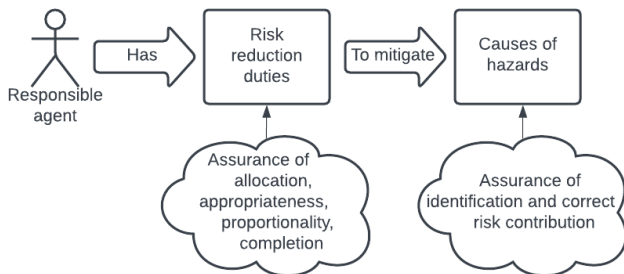 Responsible
agent
Has
Risk
reduction
duties
To mitigate
Causes of
hazards
Assurance of
allocation,
appropriateness,
proportionality,
completion
Assurance of
identification and correct
risk contribution